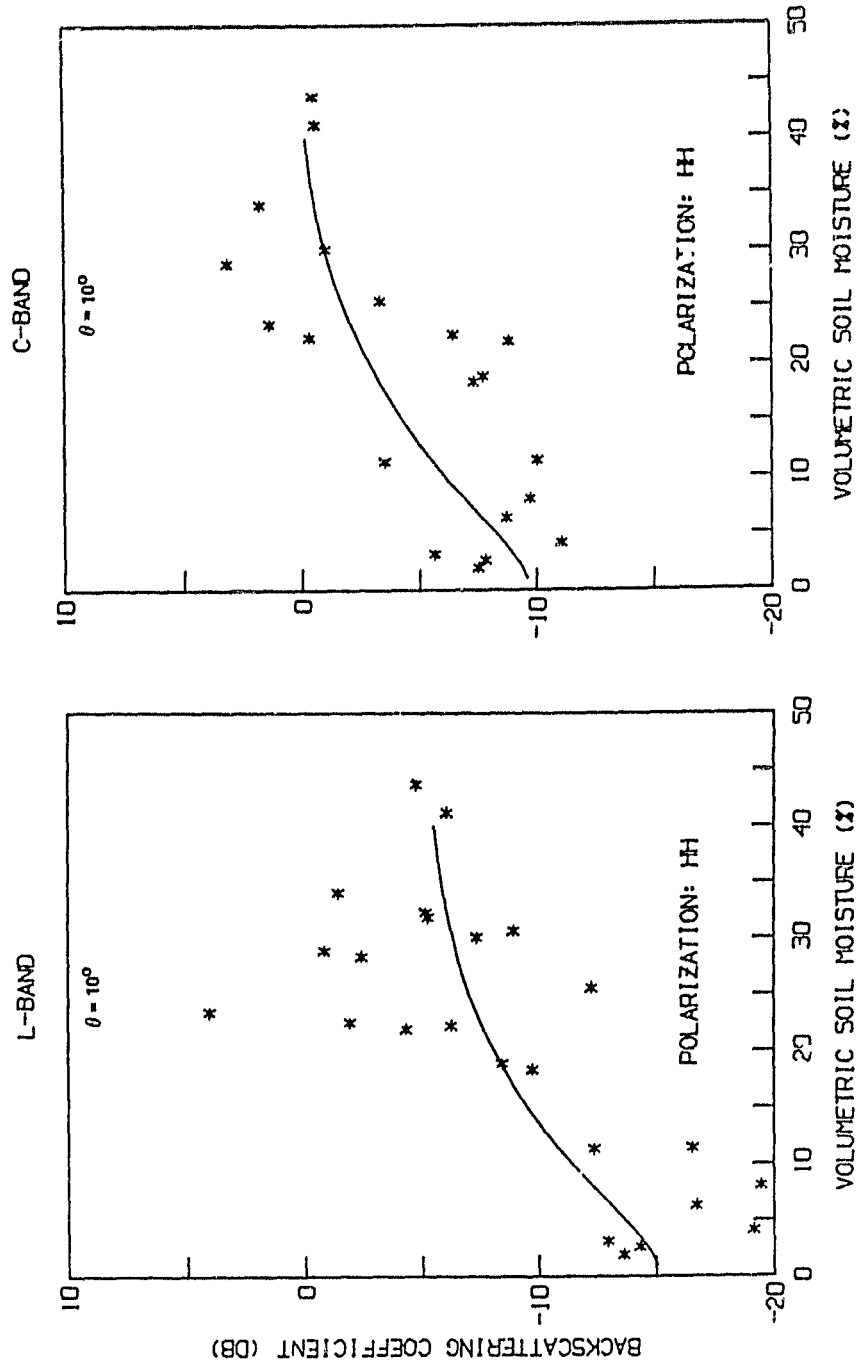 L-BAND
θ = 10°
BACKSCATTERING COEFFICIENT (DB)
10
0
-10
-20
POLARIZATION: HH
0 10 20 30 40 50
VOLUMETRIC SOIL MOISTURE (%)
C-BAND
θ = 10°
10
0
-10
-20
POLARIZATION: HH
0 10 20 30 40 50
VOLUMETRIC SOIL MOISTURE (%)